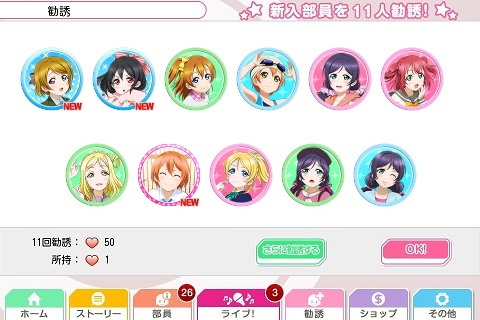 勧誘
新入部員を11人勧誘!
NEW
NEW
NEW
11回勧誘: 50
所持: 1
さらに勧誘する
OK!
26
3
ホーム
ストーリー
部員
ライブ!
勧誘
ショップ
その他